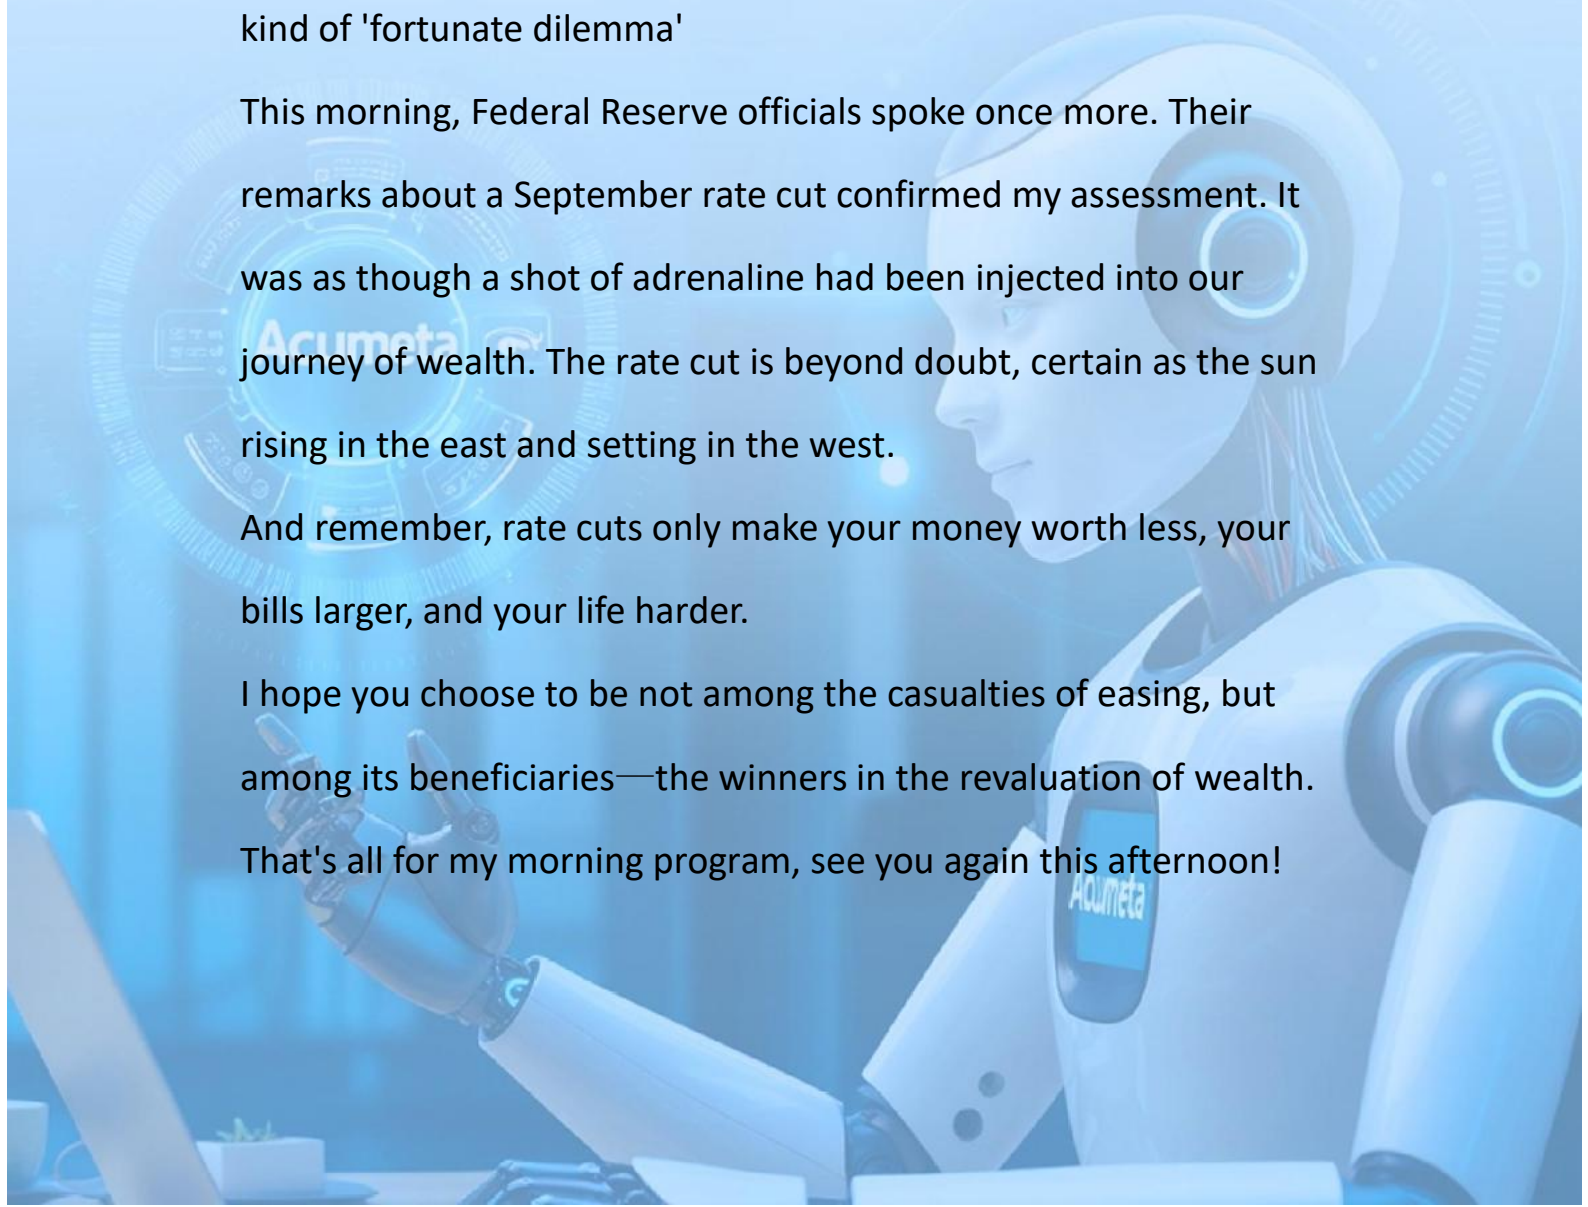 kind of 'fortunate dilemma'
This morning, Federal Reserve officials spoke once more. Their
remarks about a September rate cut confirmed my assessment. It
was as though a shot of adrenaline had been injected into our
Acumeta
journey of wealth. The rate cut is beyond doubt, certain as the sun
rising in the east and setting in the west.
And remember, rate cuts only make your money worth less, your
bills larger, and your life harder.
I hope you choose to be not among the casualties of easing, but
among its beneficiaries—the winners in the revaluation of wealth.
That's all for my morning program, see you again this afternoon!
Acumeta